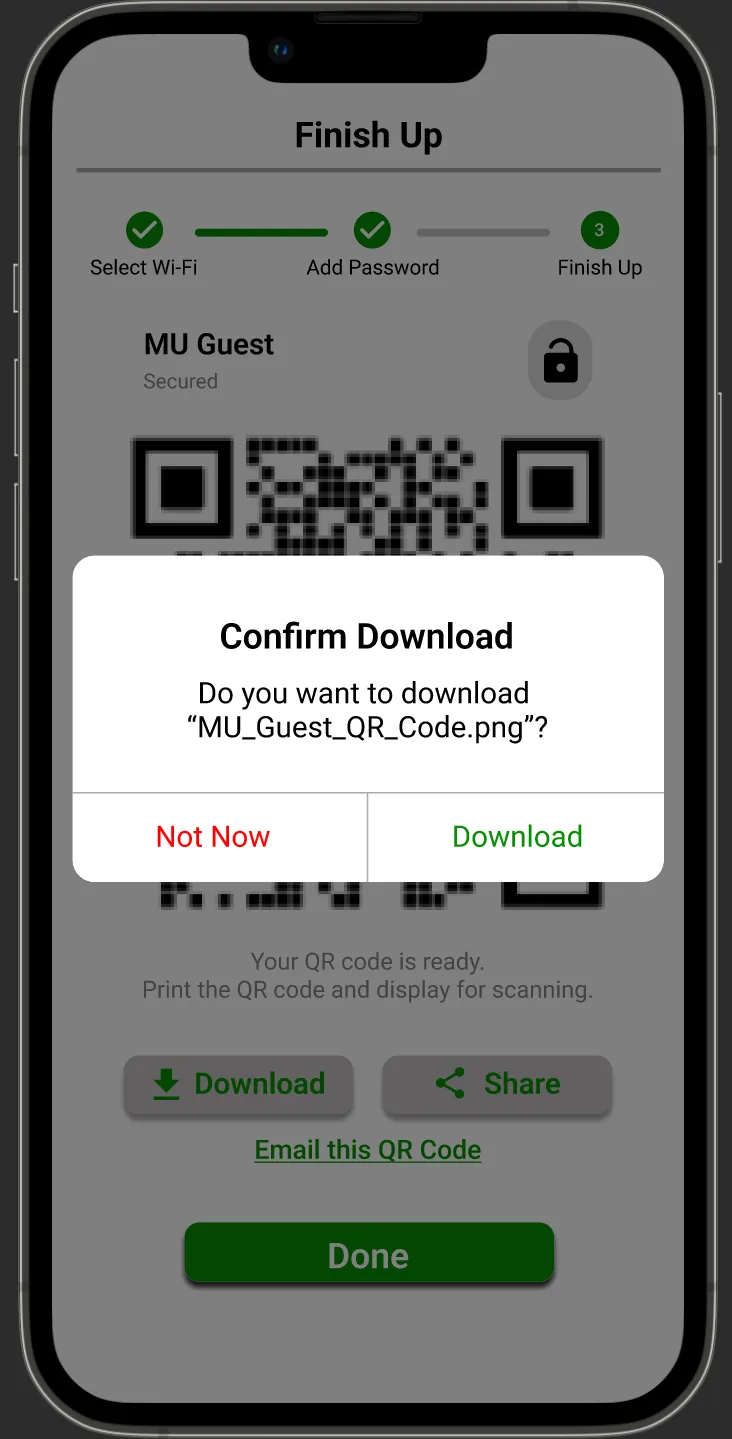 Finish Up
3
Select Wi-Fi
Add Password
Finish Up
MU Guest
Secured
Confirm Download
Do you want to download
“MU_Guest_QR_Code.png”?
Not Now
Download
Your QR code is ready.
Print the QR code and display for scanning.
Download
Share
Email this QR Code
Done